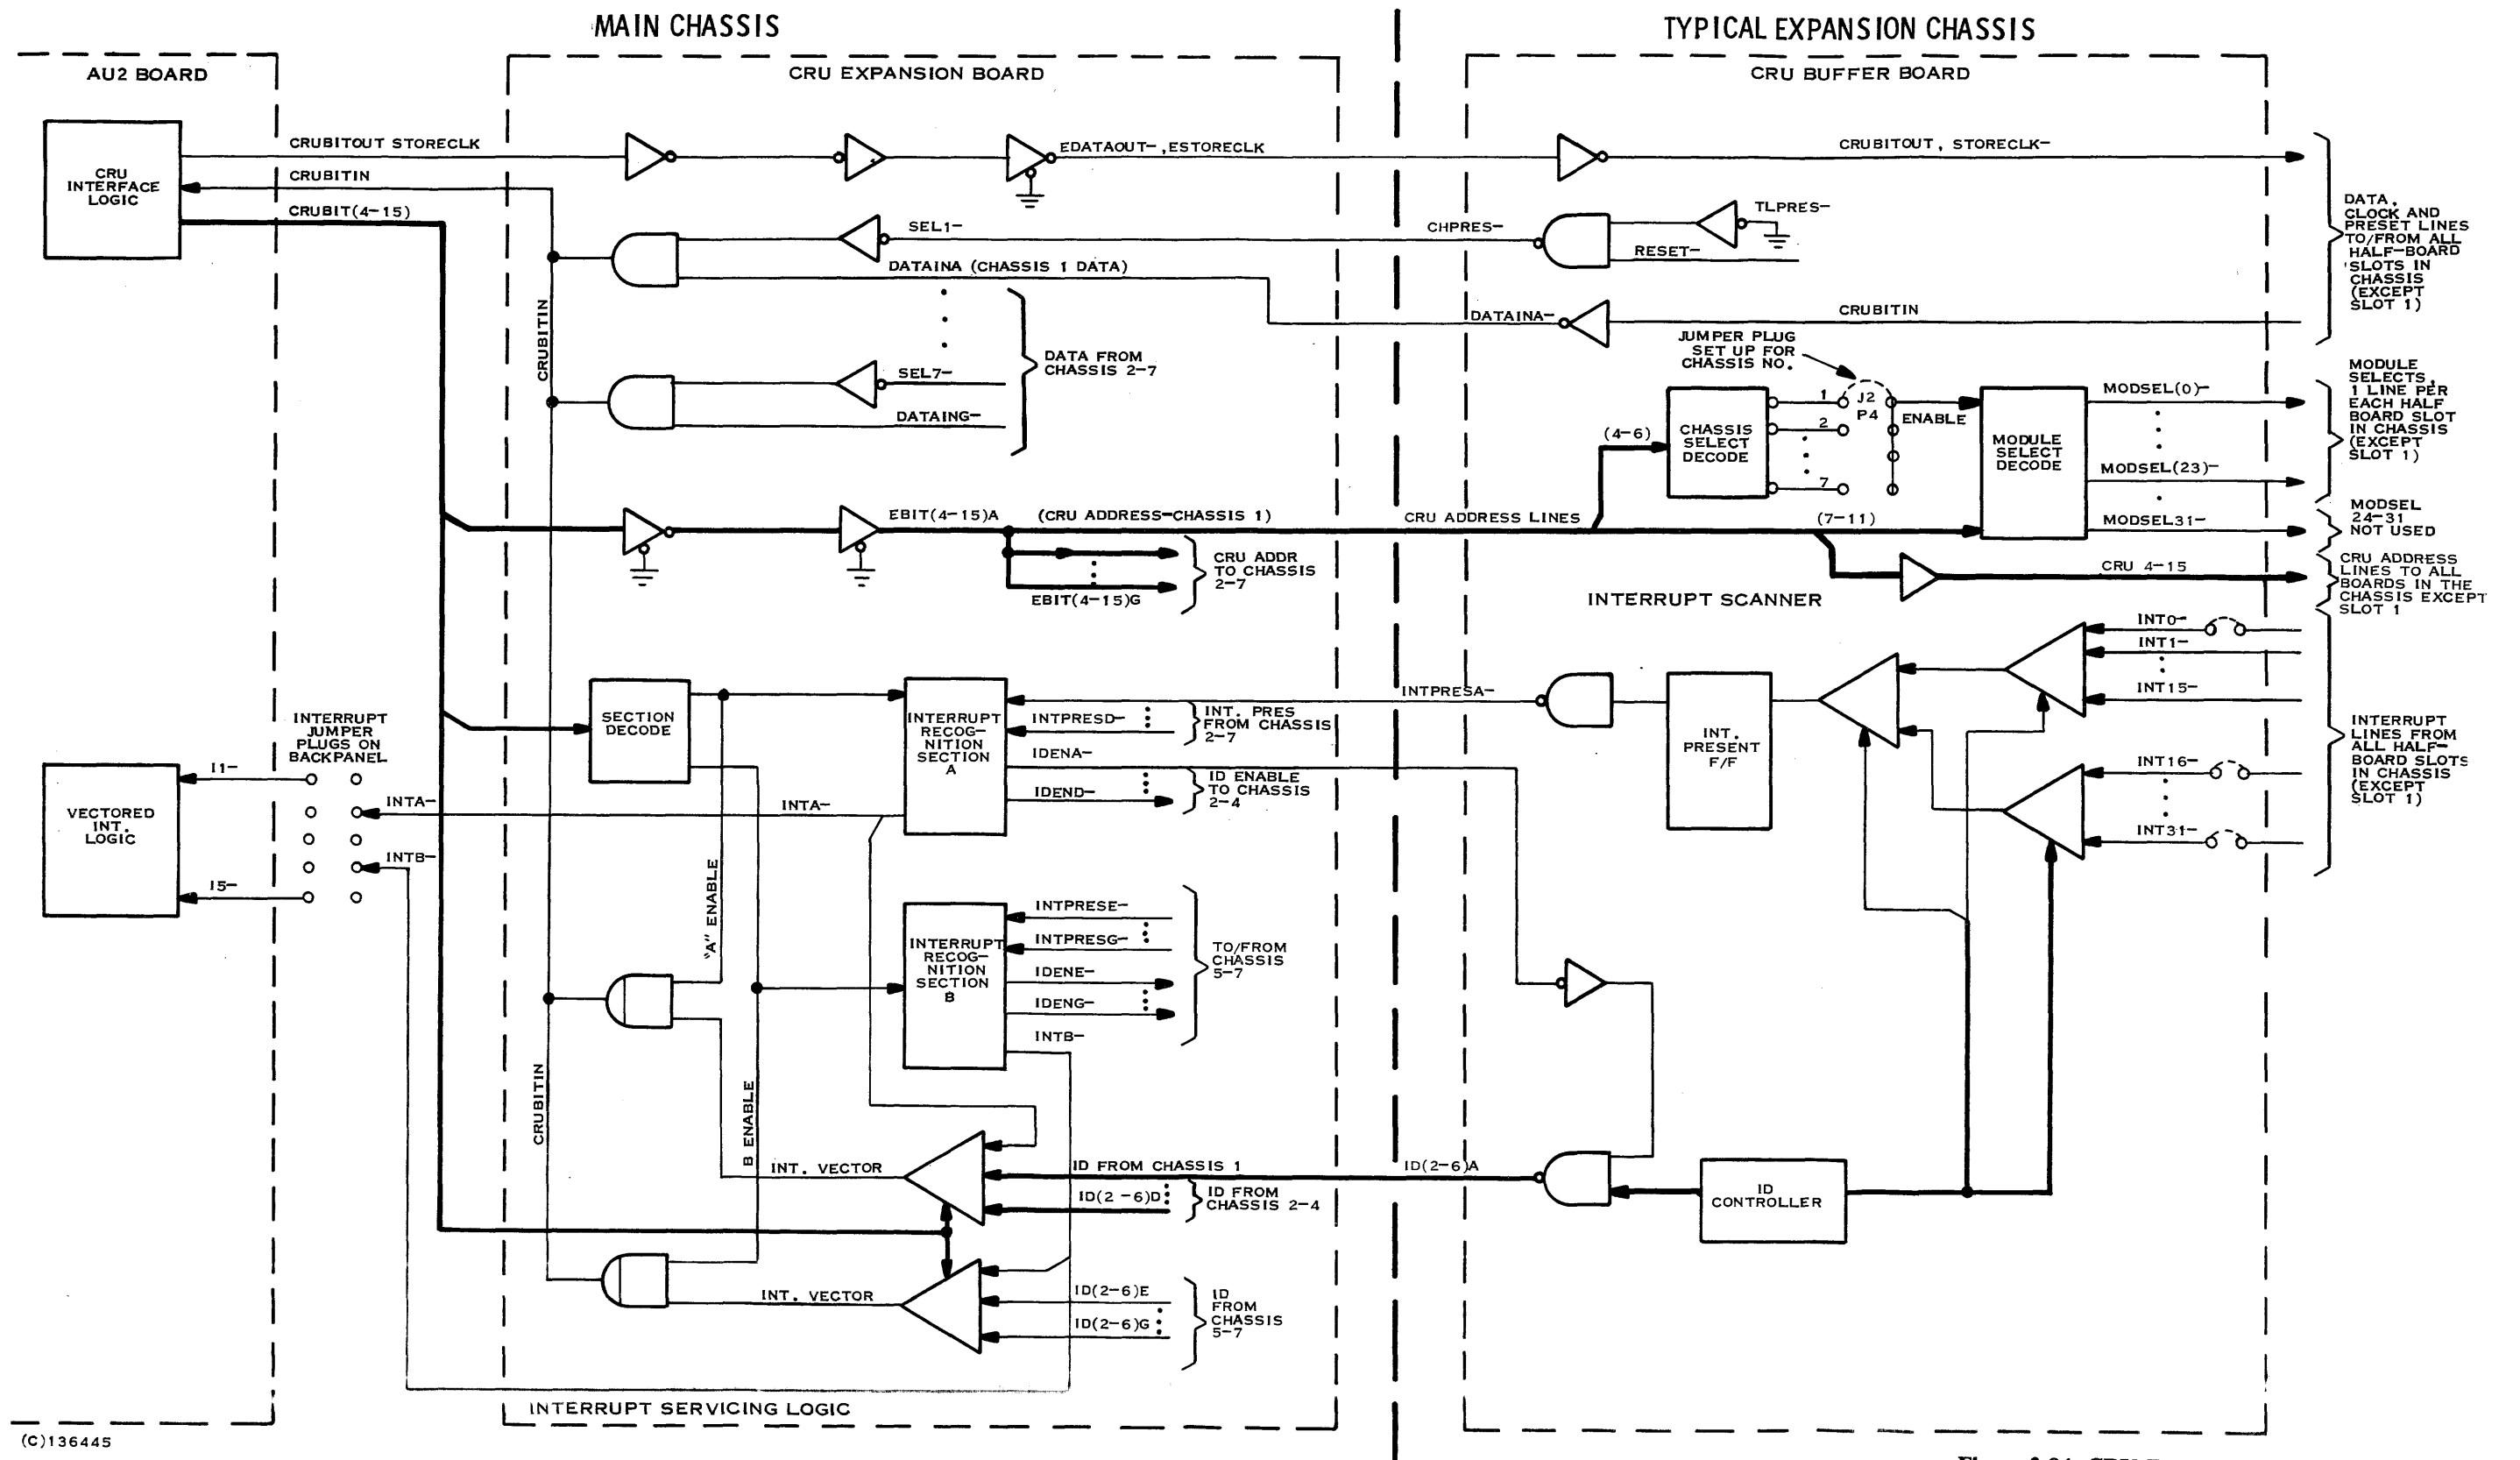 MAIN CHASSIS
TYPICAL EXPANSION CHASSIS
AU2 BOARD
CRU EXPANSION BOARD
CRU BUFFER BOARD
CRU
INTERFACE
LOGIC
CRUBITOUT STORECLK
CRUBITIN
CRUBIT(4-15)
EDATAOUT-,ESTORECLK
CRUBITOUT, STORECLK-
SEL1-
CHPRES-
TLPRES-
RESET-
DATAINA (CHASSIS 1 DATA)
DATAINA-
CRUBITIN
DATA,
CLOCK AND
PRESET LINES
TO/FROM ALL
HALF-BOARD
SLOTS IN
CHASSIS
(EXCEPT
SLOT 1)
CRUBITIN
SEL7-
DATAING-
DATA FROM
CHASSIS 2-7
JUMPER PLUG
SET UP FOR
CHASSIS NO.
CHASSIS
SELECT
DECODE
(4-6)
1
2
7
J2
P4
ENABLE
MODULE
SELECT
DECODE
MODSEL(0)-
MODSEL(23)-
MODSEL31-
MODULE
SELECTS,
1 LINE PER
EACH HALF
BOARD SLOT
IN CHASSIS
(EXCEPT
SLOT 1)
MODSEL
24-31
NOT USED
EBIT(4-15)A
(CRU ADDRESS-CHASSIS 1)
CRU ADDRESS LINES
(7-11)
CRU ADDR
TO CHASSIS
2-7
EBIT(4-15)G
CRU 4-15
CRU ADDRESS
LINES TO ALL
BOARDS IN THE
CHASSIS EXCEPT
SLOT 1
INTERRUPT SCANNER
INT0-
INT1-
INT15-
INT16-
INT31-
INTERRUPT
LINES FROM
ALL HALF-
BOARD SLOTS
IN CHASSIS
(EXCEPT
SLOT 1)
INTERRUPT
JUMPER
PLUGS ON
BACKPANEL
SECTION
DECODE
INTERRUPT
RECOG-
NITION
SECTION
A
INTPRESA-
INTPRESD-
INT. PRES
FROM CHASSIS
2-7
IDENA-
IDEND-
ID ENABLE
TO CHASSIS
2-4
INT.
PRESENT
F/F
VECTORED
INT.
LOGIC
I1-
I5-
INTA-
INTB-
INTA-
"A" ENABLE
INTERRUPT
RECOG-
NITION
SECTION
B
INTPRESE-
INTPRESG-
IDENE-
IDENG-
INTB-
TO/FROM
CHASSIS
5-7
CRUBITIN
B ENABLE
INT. VECTOR
ID FROM CHASSIS 1
ID(2-6)A
ID(2-6)D
ID FROM
CHASSIS 2-4
ID
CONTROLLER
INT. VECTOR
ID(2-6)E
ID(2-6)G
ID
FROM
CHASSIS
5-7
INTERRUPT SERVICING LOGIC
(C)136445